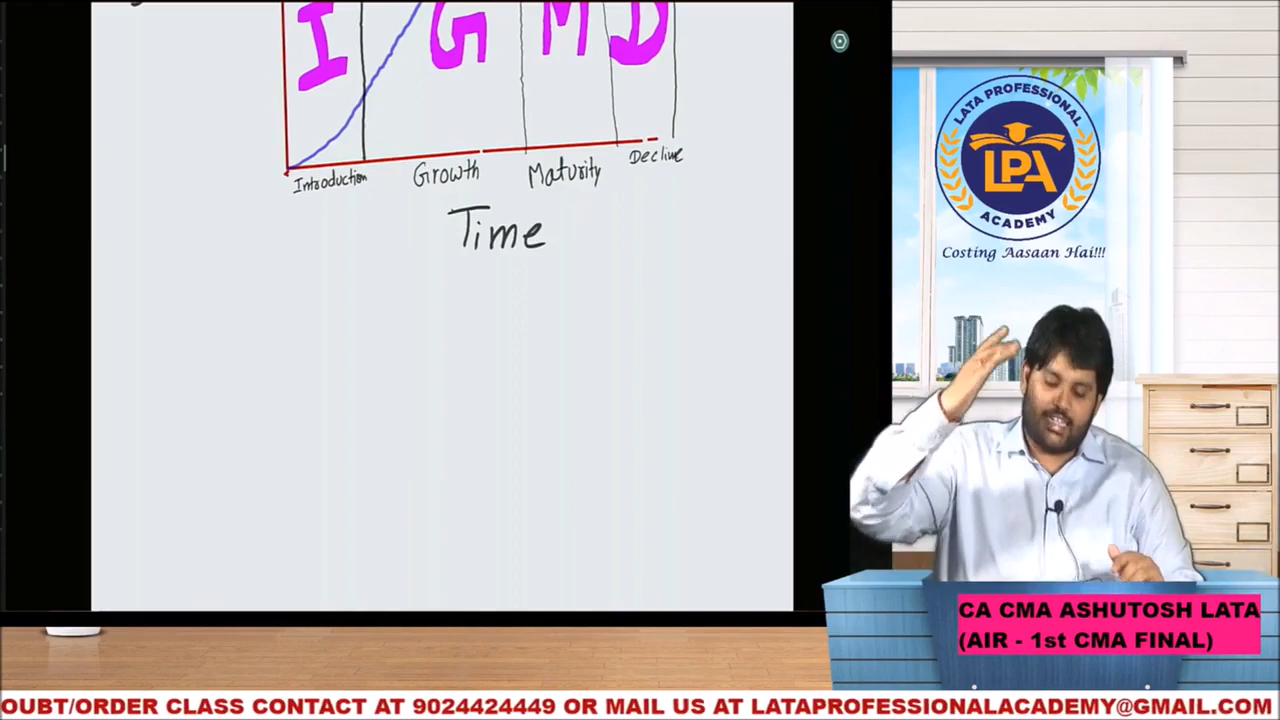 I G M D
Introduction Growth Maturity Decline
Time
LATA PROFESSIONAL
LPA
ACADEMY
Costing Aasaan Hai!!!
CA CMA ASHUTOSH LATA
(AIR - 1st CMA FINAL)
OUBT/ORDER CLASS CONTACT AT 9024424449 OR MAIL US AT LATAPROFESSIONALACADEMY@GMAIL.COM